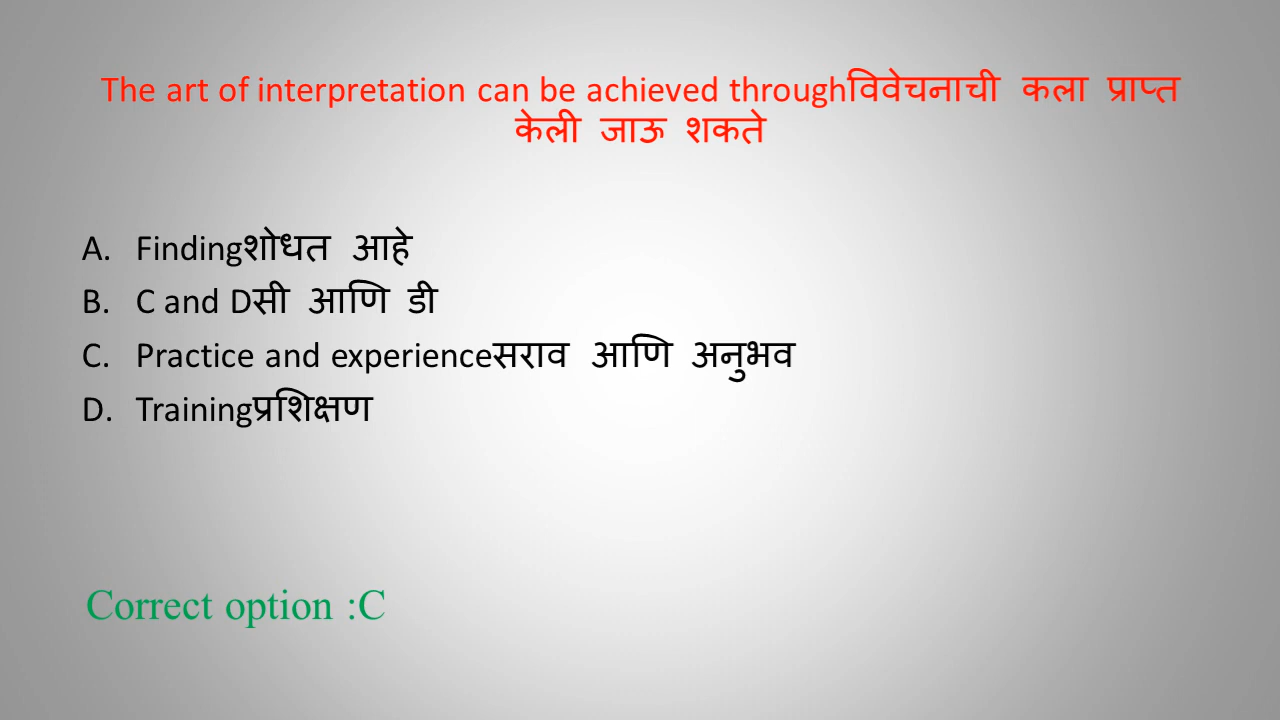 The art of interpretation can be achieved throughविवेचनाची कला प्राप्त
केली जाऊ शकते
A. Findingशोधत आहे
B. C and Dसी आणि डी
C. Practice and experienceसराव आणि अनुभव
D. Trainingप्रशिक्षण
Correct option :C